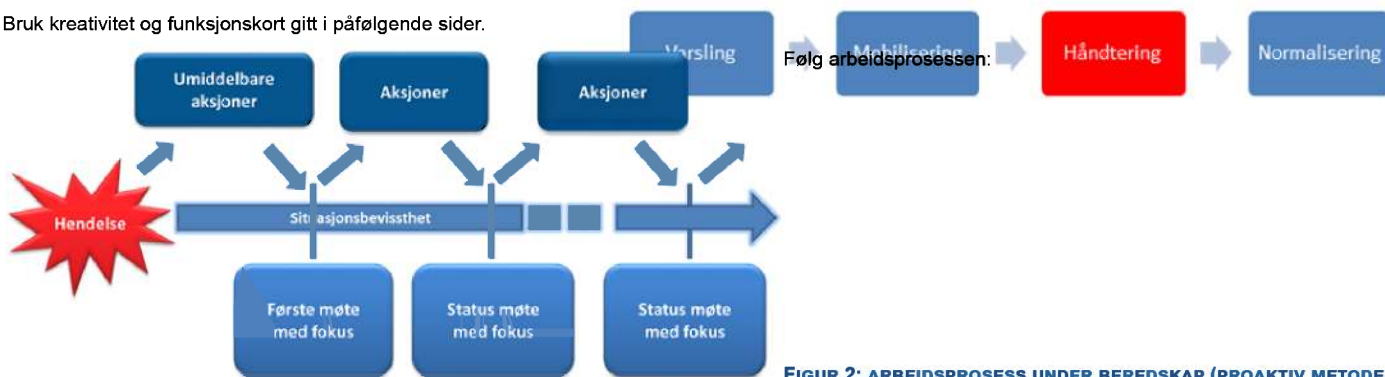 Bruk kreativitet og funksjonskort gitt i påfølgende sider.
Varsling
Følg arbeidsprosessen:
Mobilisering
Håndtering
Normalisering
Umiddelbare
aksjoner
Aksjoner
Aksjoner
Hendelse
Situasjonsbevissthet
Første møte
med fokus
Status møte
med fokus
Status møte
med fokus
FIGUR 2: ARBEIDSPROSESS UNDER BEREDSKAP (PROAKTIV METODE